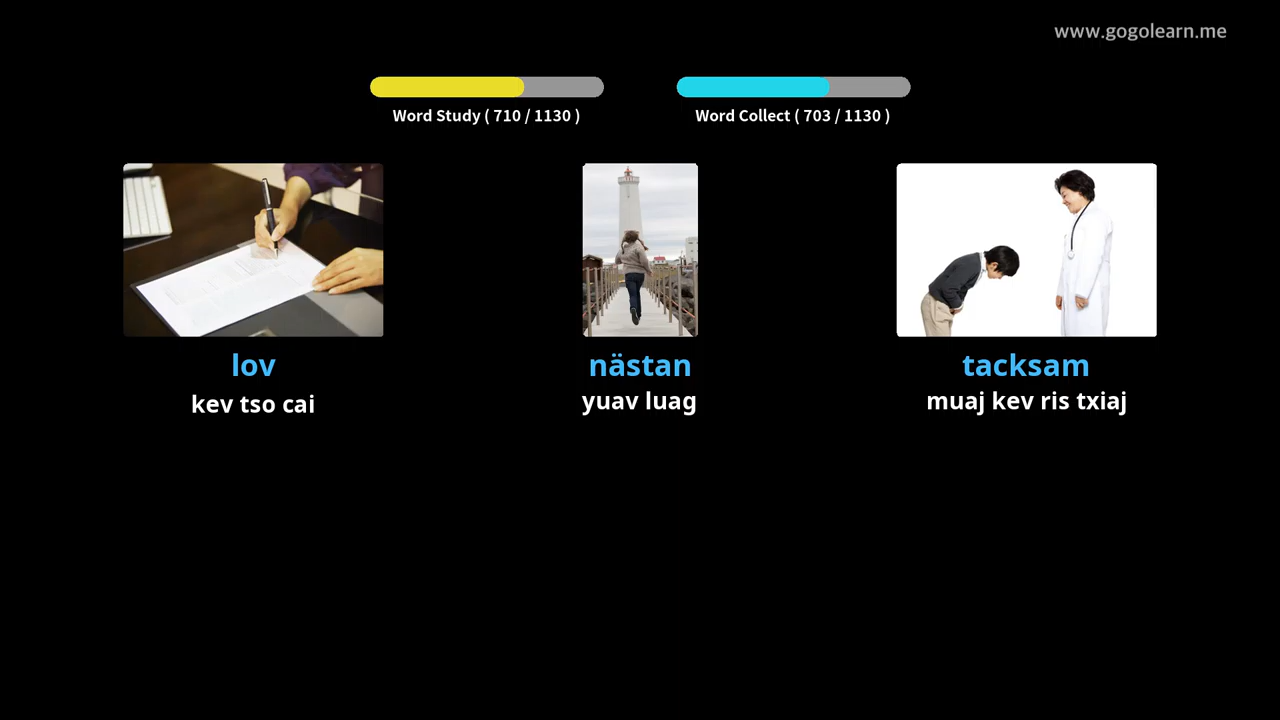 www.gogolearn.me
Word Study ( 710 / 1130 )
Word Collect ( 703 / 1130 )
lov
kev tso cai
nästan
yuav luag
tacksam
muaj kev ris txiaj